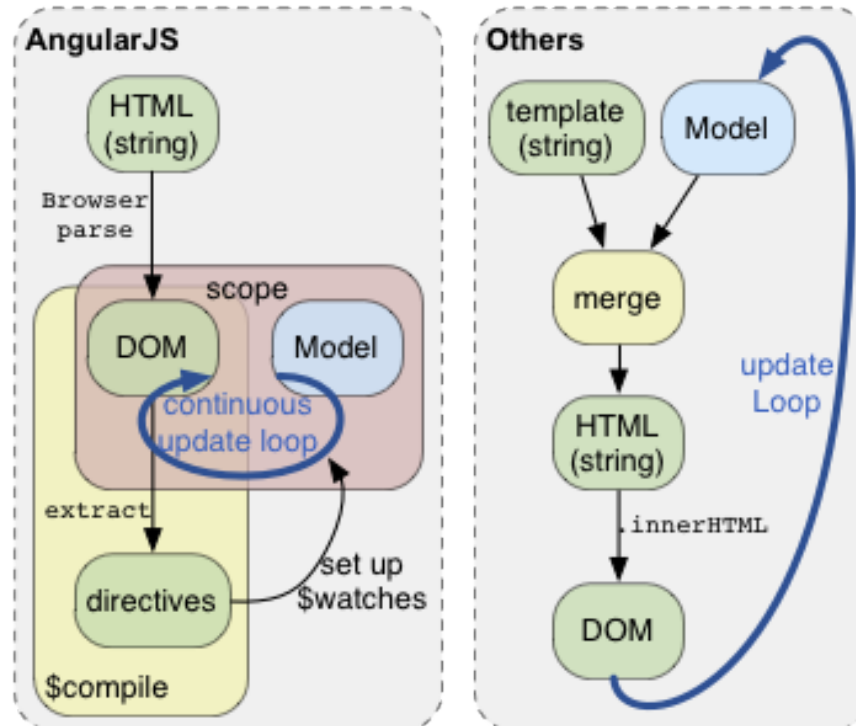 AngularJS
HTML
(string)
Browser
parse
scope
DOM
Model
continuous
update loop
extract
directives
set up
$watches
$compile
Others
template
(string)
Model
merge
update
Loop
HTML
(string)
.innerHTML
DOM